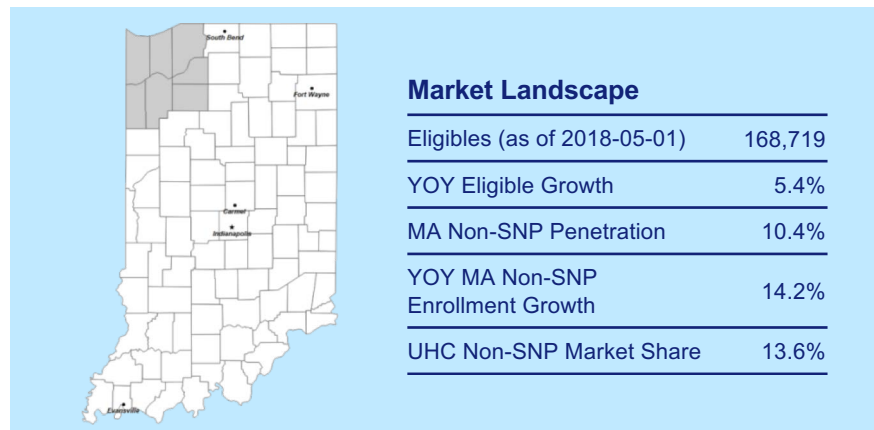 South Bend
Fort Wayne
Carmel
Indianapolis
Evansville
Market Landscape
Eligibles (as of 2018-05-01) 168,719
YOY Eligible Growth 5.4%
MA Non-SNP Penetration 10.4%
YOY MA Non-SNP
Enrollment Growth 14.2%
UHC Non-SNP Market Share 13.6%